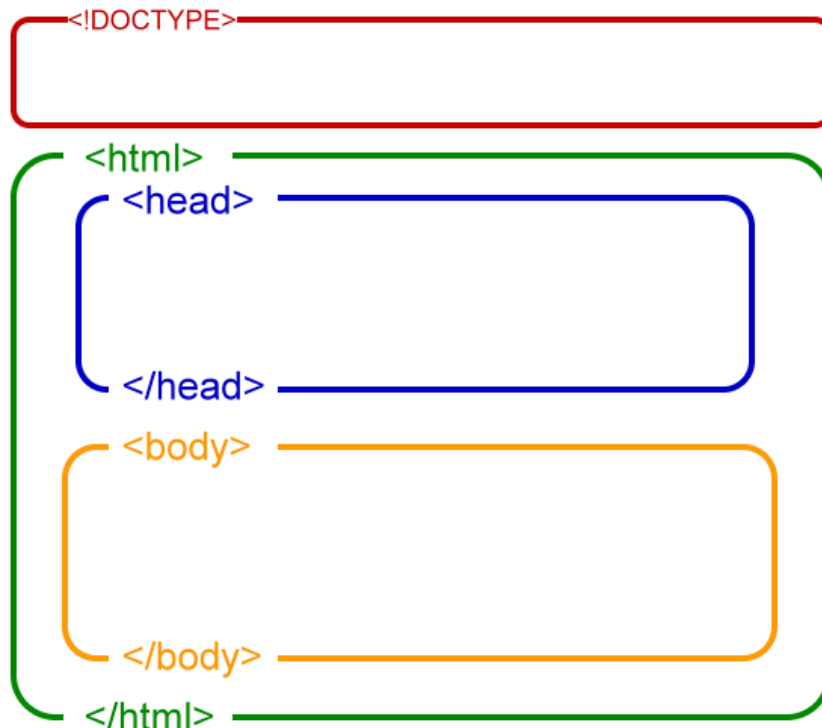 <!DOCTYPE>
<html>
<head>
</head>
<body>
</body>
</html>